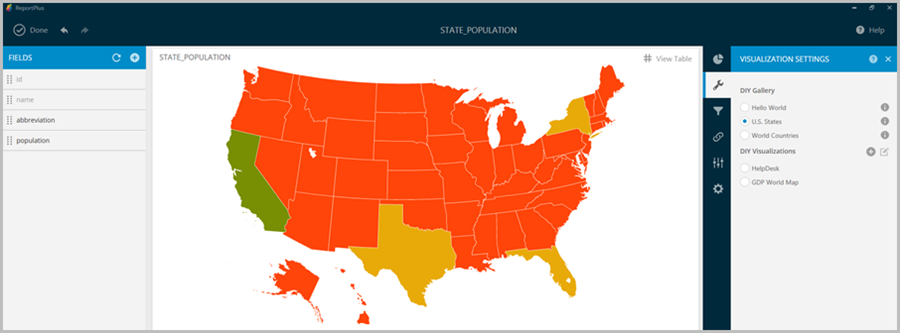 ReportPlus
Done
STATE_POPULATION
Help
FIELDS
id
name
abbreviation
population
STATE_POPULATION
View Table
VISUALIZATION SETTINGS
DIY Gallery
Hello World
U.S. States
World Countries
DIY Visualizations
HelpDesk
GDP World Map